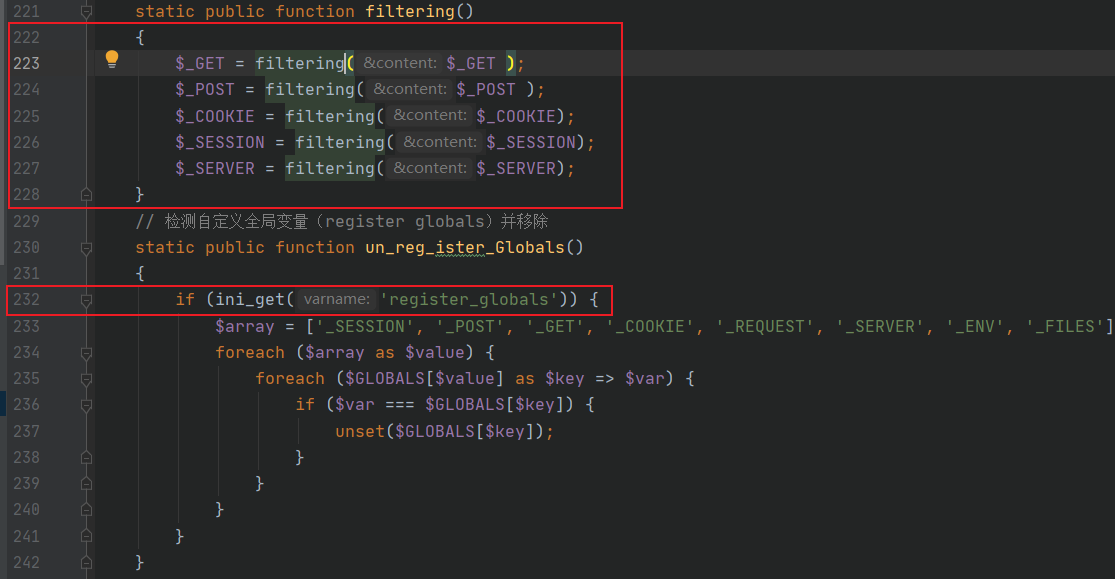 221 static public function filtering()
222 {
223 $_GET = filtering( &content: $_GET );
224 $_POST = filtering( &content: $_POST );
225 $_COOKIE = filtering( &content: $_COOKIE);
226 $_SESSION = filtering( &content: $_SESSION);
227 $_SERVER = filtering( &content: $_SERVER);
228 }
229 // 检测自定义全局变量（register globals）并移除
230 static public function un_reg_ister_Globals()
231 {
232 if (ini_get( varname: 'register_globals')) {
233 $array = ['_SESSION', '_POST', '_GET', '_COOKIE', '_REQUEST', '_SERVER', '_ENV', '_FILES']
234 foreach ($array as $value) {
235 foreach ($GLOBALS[$value] as $key => $var) {
236 if ($var === $GLOBALS[$key]) {
237 unset($GLOBALS[$key]);
238 }
239 }
240 }
241 }
242 }